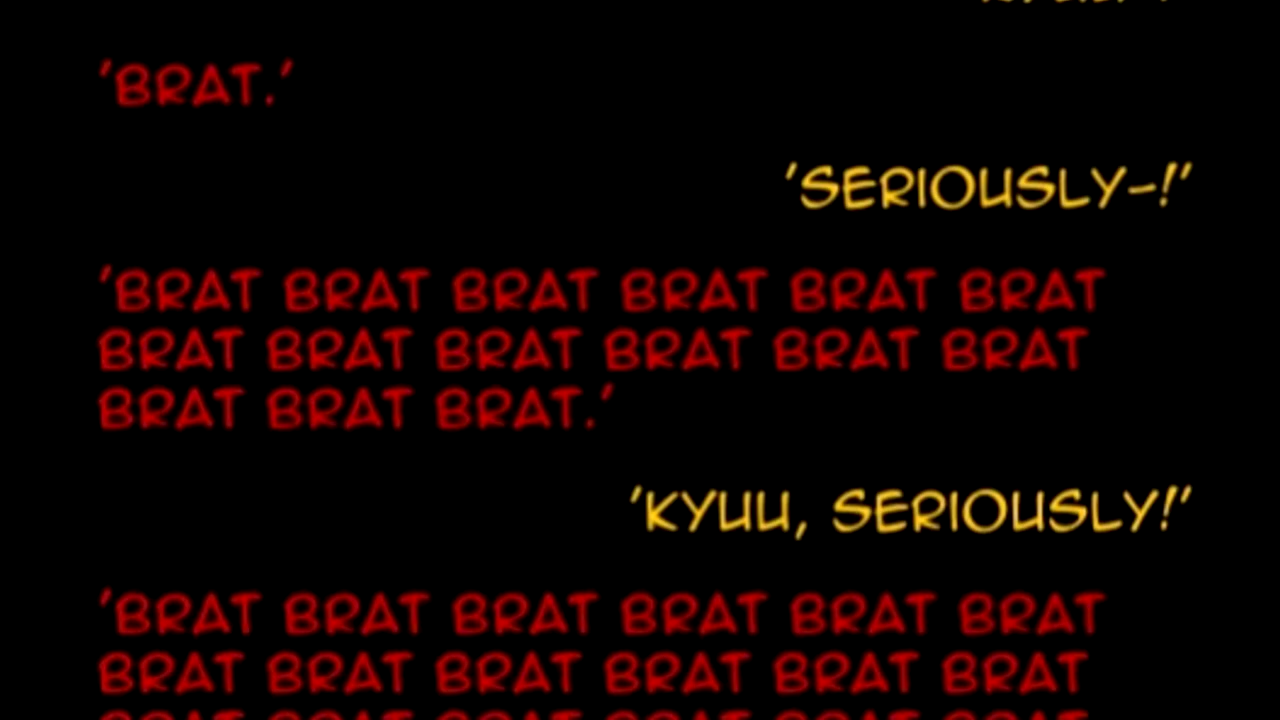 'BRAT.'
'SERIOUSLY-!'
'BRAT BRAT BRAT BRAT BRAT BRAT
BRAT BRAT BRAT BRAT BRAT BRAT
BRAT BRAT BRAT.'
'KYUU, SERIOUSLY!'
'BRAT BRAT BRAT BRAT BRAT BRAT
BRAT BRAT BRAT BRAT BRAT BRAT